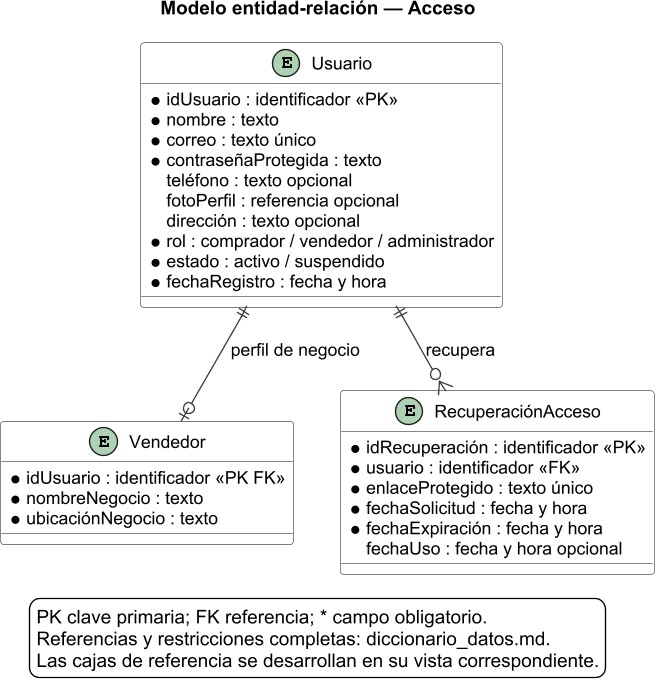 Modelo entidad-relación — Acceso
E Usuario
● idUsuario : identificador «PK»
● nombre : texto
● correo : texto único
● contraseñaProtegida : texto
teléfono : texto opcional
fotoPerfil : referencia opcional
dirección : texto opcional
● rol : comprador / vendedor / administrador
● estado : activo / suspendido
● fechaRegistro : fecha y hora
perfil de negocio
recupera
E Vendedor
● idUsuario : identificador «PK FK»
● nombreNegocio : texto
● ubicaciónNegocio : texto
E RecuperaciónAcceso
● idRecuperación : identificador «PK»
● usuario : identificador «FK»
● enlaceProtegido : texto único
● fechaSolicitud : fecha y hora
● fechaExpiración : fecha y hora
fechaUso : fecha y hora opcional
PK clave primaria; FK referencia; * campo obligatorio.
Referencias y restricciones completas: diccionario_datos.md.
Las cajas de referencia se desarrollan en su vista correspondiente.